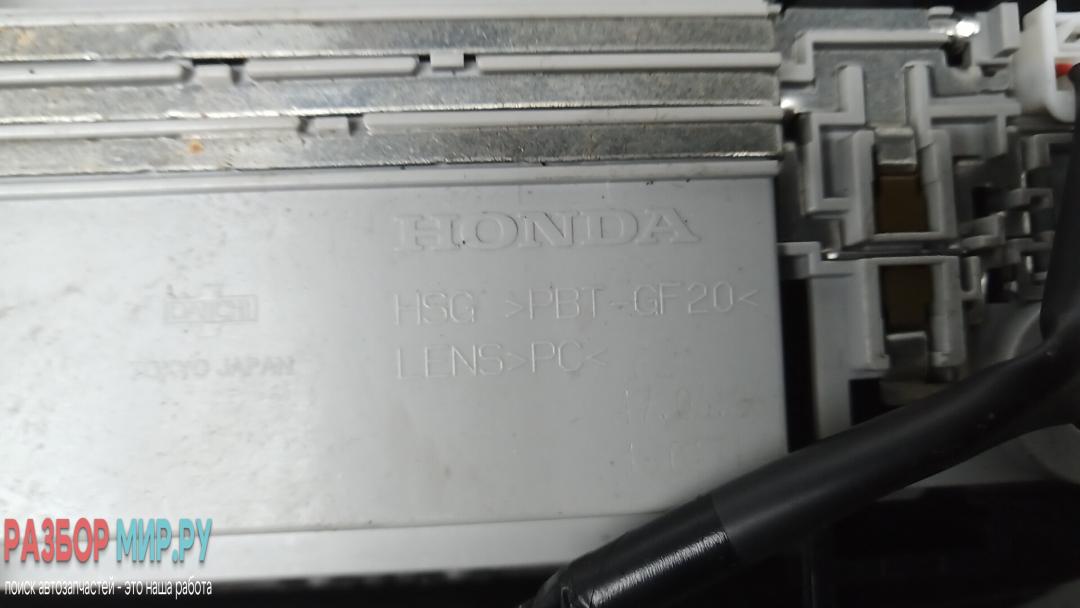 HONDA
HSG >PBT-GF20<
LENS>PC<
TOKYO JAPAN
РАЗБОР МИР.РУ
поиск автозапчастей - это наша работа